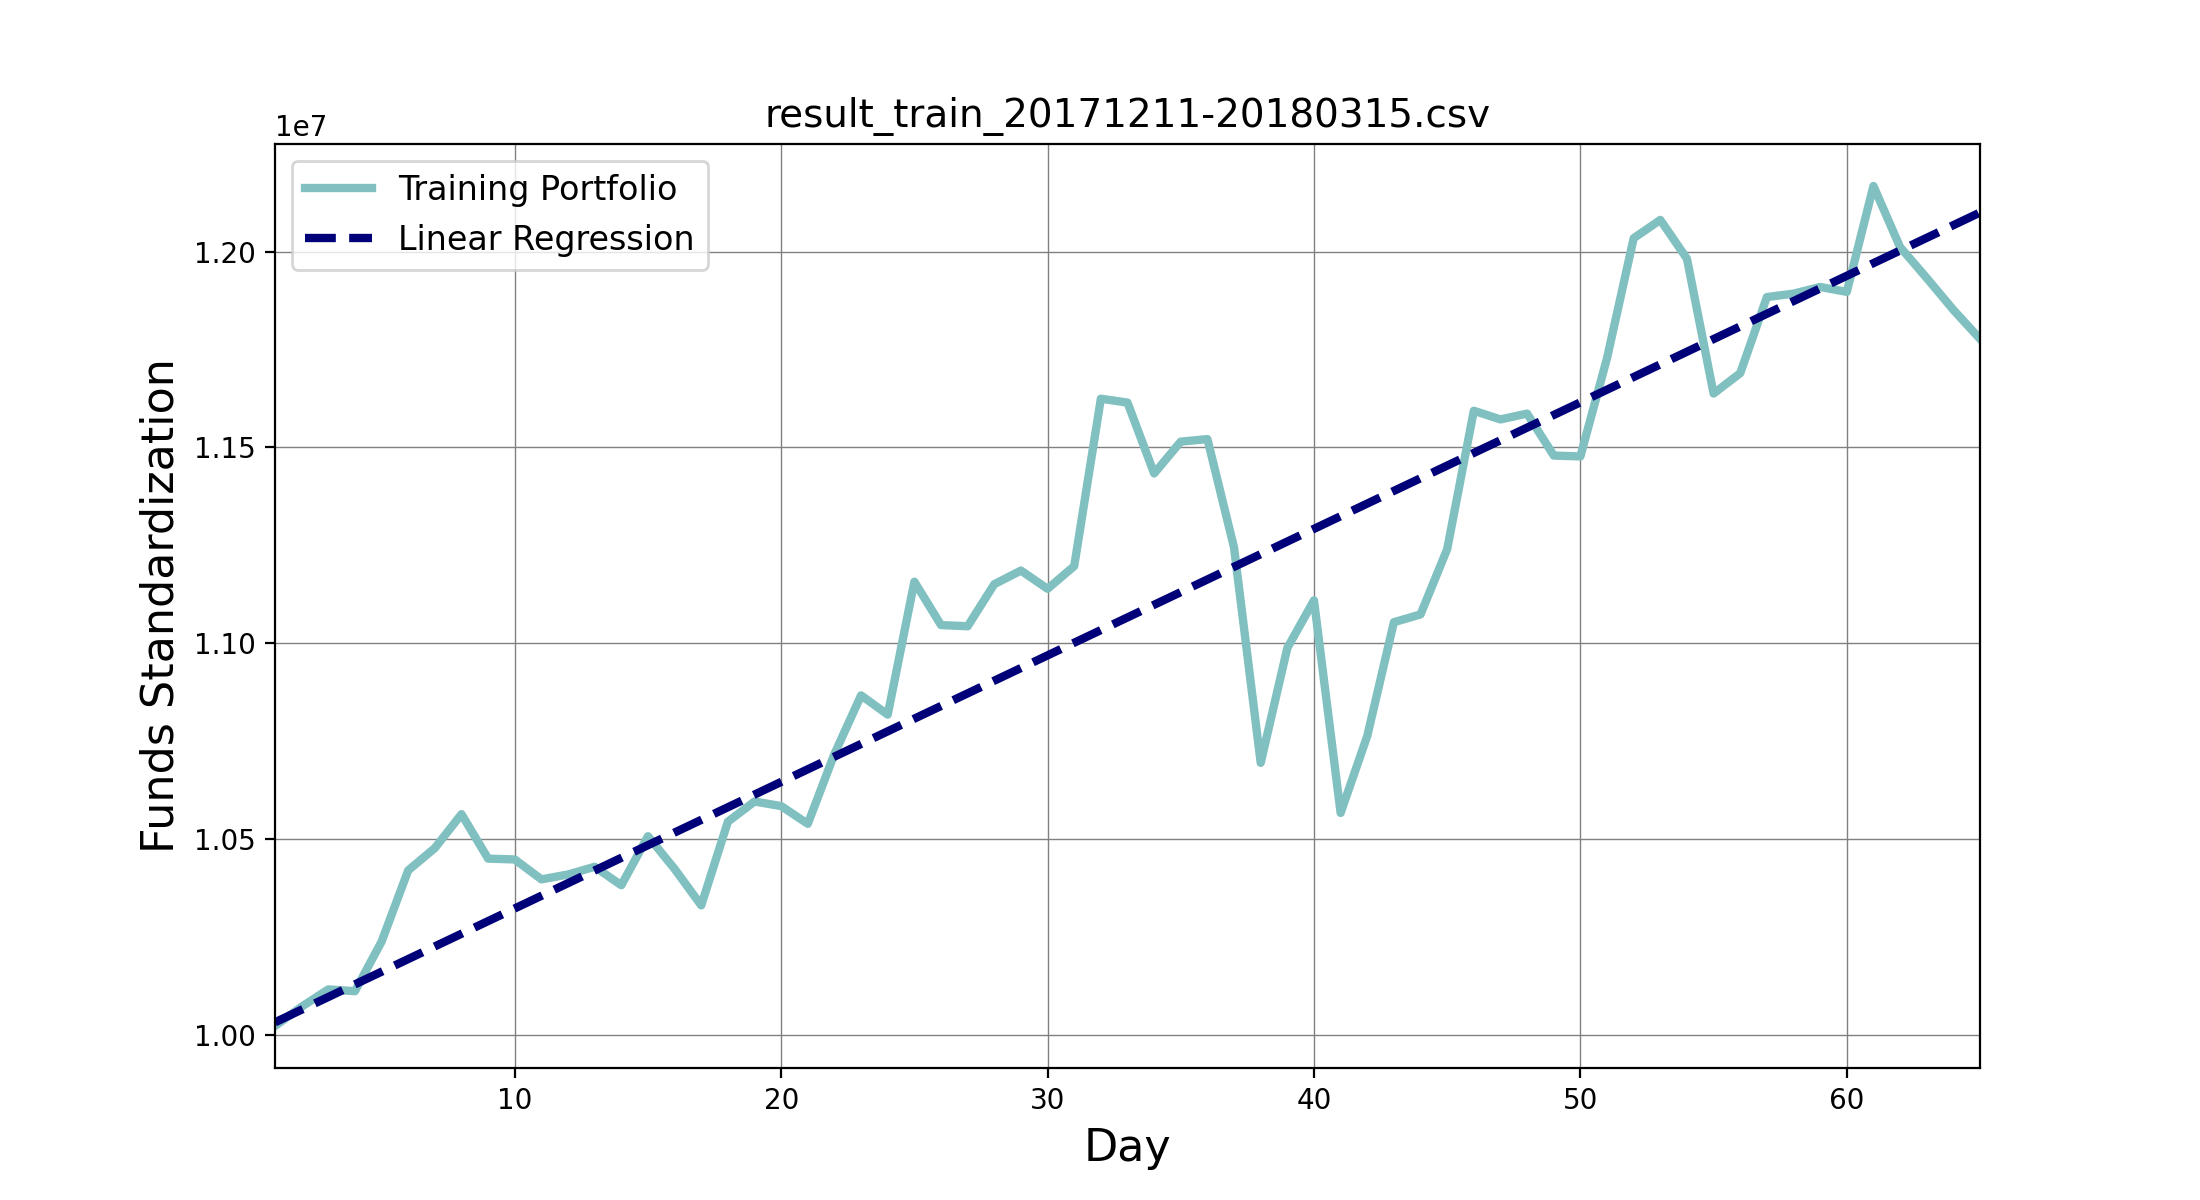 result_train_20171211-20180315.csv
1e7
Training Portfolio
Linear Regression
1.20
1.15
1.10
1.05
1.00
Funds Standardization
10 20 30 40 50 60
Day